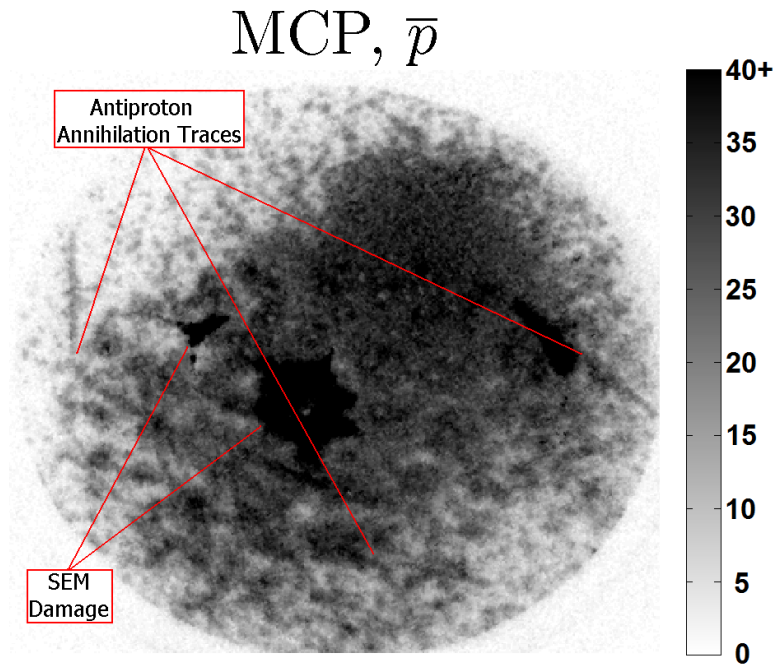 MCP, p̅
Antiproton
Annihilation Traces
SEM
Damage
40+
35
30
25
20
15
10
5
0